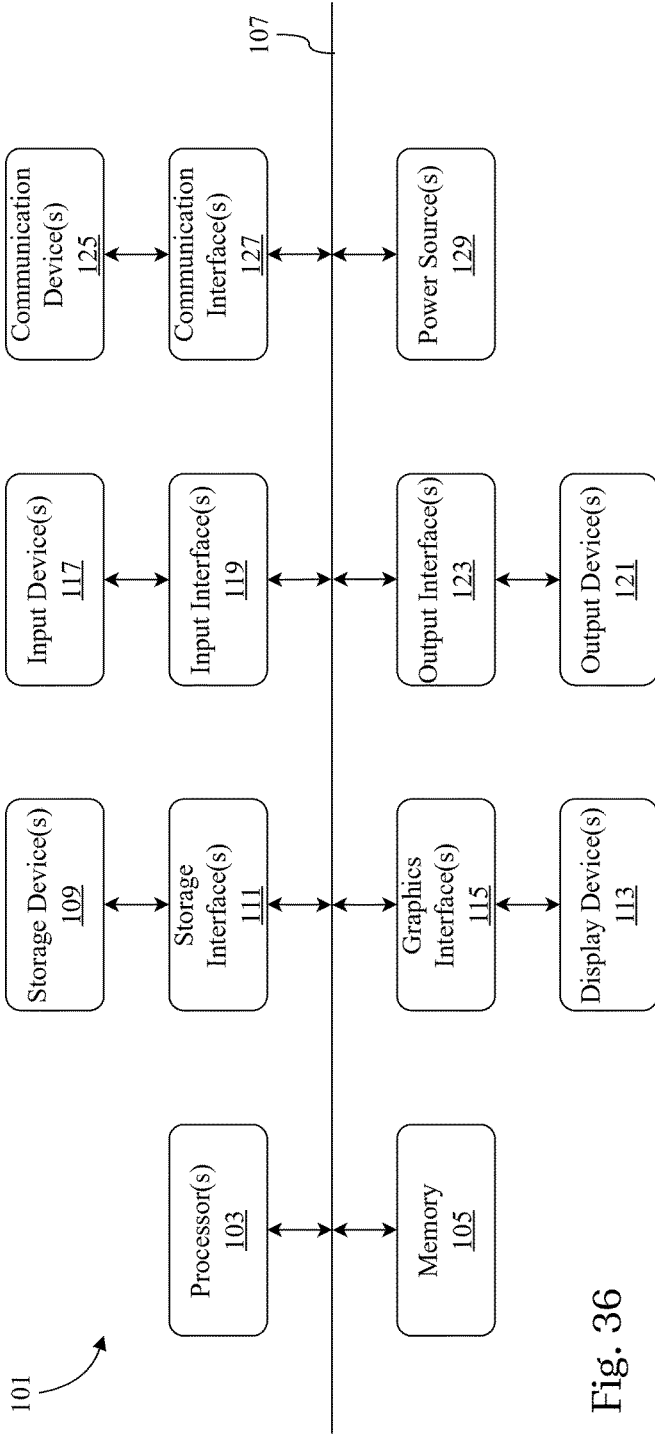 101
107
Storage Device(s)
109
Input Device(s)
117
Communication
Device(s)
125
Processor(s)
103
Storage
Interface(s)
111
Input Interface(s)
119
Communication
Interface(s)
127
Memory
105
Graphics
Interface(s)
115
Output Interface(s)
123
Power Source(s)
129
Display Device(s)
113
Output Device(s)
121
Fig. 36